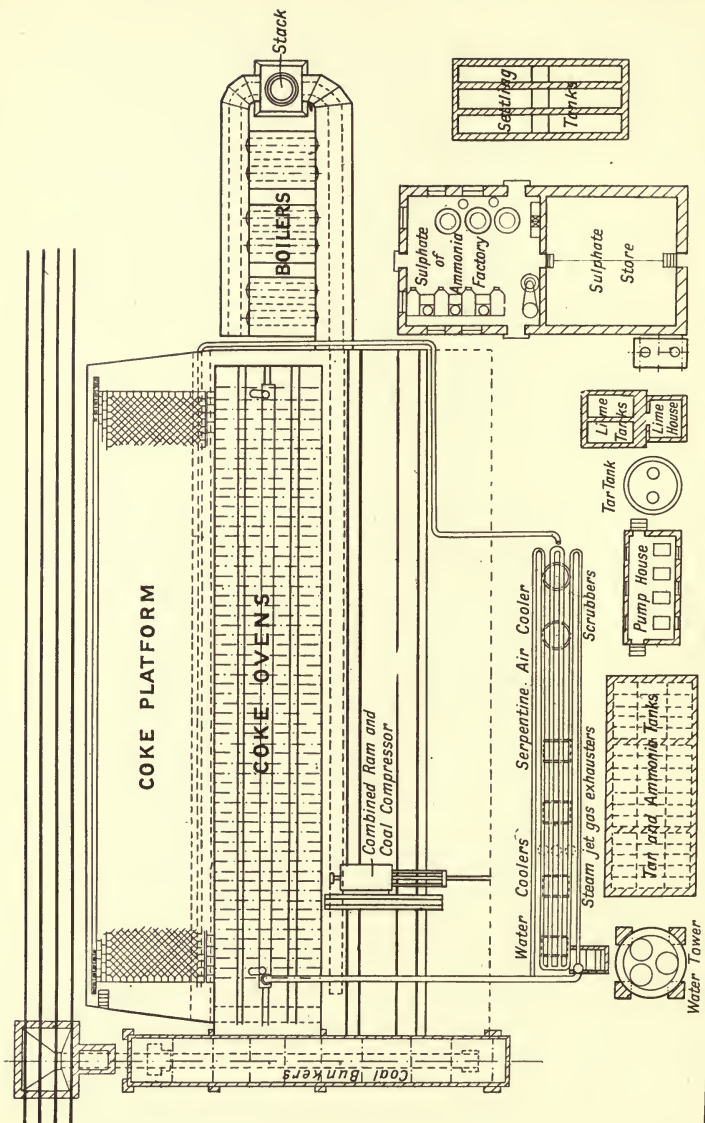 Stack
BOILERS
Settling
Tanks
COKE PLATFORM
COKE OVENS
Sulphate
of
Ammonia
Factory
Sulphate
Store
Combined Ram and
Coal Compressor
Lime
Tanks
Lime
House
Tar Tank
Pump House
Water Coolers
Serpentine. Air Cooler
Steam jet gas exhausters
Scrubbers
Tar and Ammonia Tanks
Water Tower
Coal Bunkers